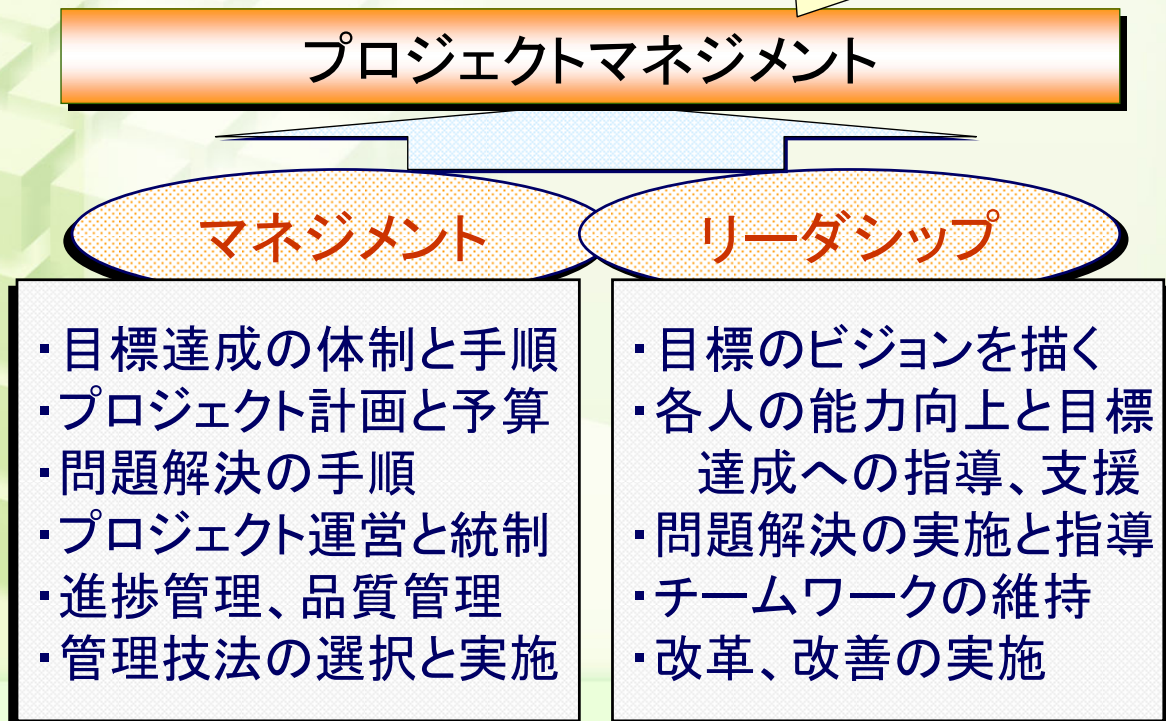 プロジェクトマネジメント
マネジメント
リーダシップ
・目標達成の体制と手順
・プロジェクト計画と予算
・問題解決の手順
・プロジェクト運営と統制
・進捗管理、品質管理
・管理技法の選択と実施
・目標のビジョンを描く
・各人の能力向上と目標
達成への指導、支援
・問題解決の実施と指導
・チームワークの維持
・改革、改善の実施